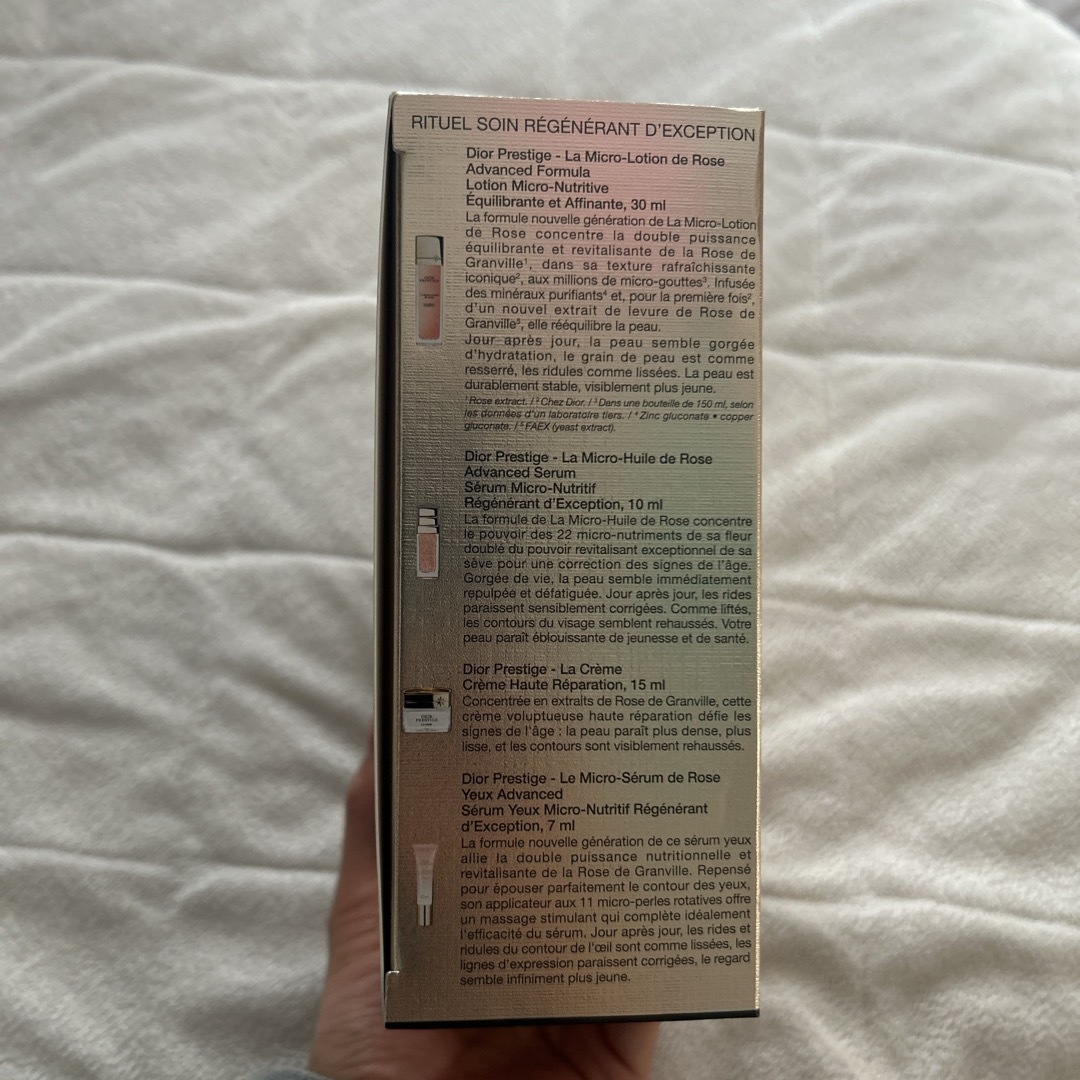 RITUEL SOIN RÉGÉNÉRANT D'EXCEPTION
Dior Prestige - La Micro-Lotion de Rose
Advanced Formula
Lotion Micro-Nutritive
Équilibrante et Affinante, 30 ml
La formule nouvelle génération de La Micro-Lotion
de Rose concentre la double puissance
équilibrante et revitalisante de la Rose de
Granville¹, dans sa texture rafraîchissante
iconique², aux millions de micro-gouttes³. Infusée
des minéraux purifiants⁴ et, pour la première fois²,
d'un nouvel extrait de levure de Rose de
Granville⁵, elle rééquilibre la peau.
Jour après jour, la peau semble gorgée
d'hydratation, le grain de peau est comme
resserré, les ridules comme lissées. La peau est
durablement stable, visiblement plus jeune.
¹ Rose extract. / ² Chez Dior. / ³ Dans une bouteille de 150 ml, selon
les données d'un laboratoire tiers. / ⁴ Zinc gluconate • copper
gluconate. / ⁵ FAEX (yeast extract).
Dior Prestige - La Micro-Huile de Rose
Advanced Serum
Sérum Micro-Nutritif
Régénérant d'Exception, 10 ml
La formule de La Micro-Huile de Rose concentre
le pouvoir des 22 micro-nutriments de sa fleur
doublé du pouvoir revitalisant exceptionnel de sa
sève pour une correction des signes de l'âge.
Gorgée de vie, la peau semble immédiatement
repulpée et défatiguée. Jour après jour, les rides
paraissent sensiblement corrigées. Comme liftés,
les contours du visage semblent rehaussés. Votre
peau paraît éblouissante de jeunesse et de santé.
Dior Prestige - La Crème
Crème Haute Réparation, 15 ml
Concentrée en extraits de Rose de Granville, cette
crème voluptueuse haute réparation défie les
signes de l'âge : la peau paraît plus dense, plus
lisse, et les contours sont visiblement rehaussés.
Dior Prestige - Le Micro-Sérum de Rose
Yeux Advanced
Sérum Yeux Micro-Nutritif Régénérant
d'Exception, 7 ml
La formule nouvelle génération de ce sérum yeux
allie la double puissance nutritionnelle et
revitalisante de la Rose de Granville. Repensé
pour épouser parfaitement le contour des yeux,
son applicateur aux 11 micro-perles rotatives offre
un massage stimulant qui complète idéalement
l'efficacité du sérum. Jour après jour, les rides et
ridules du contour de l'œil sont comme lissées, les
lignes d'expression paraissent corrigées, le regard
semble infiniment plus jeune.